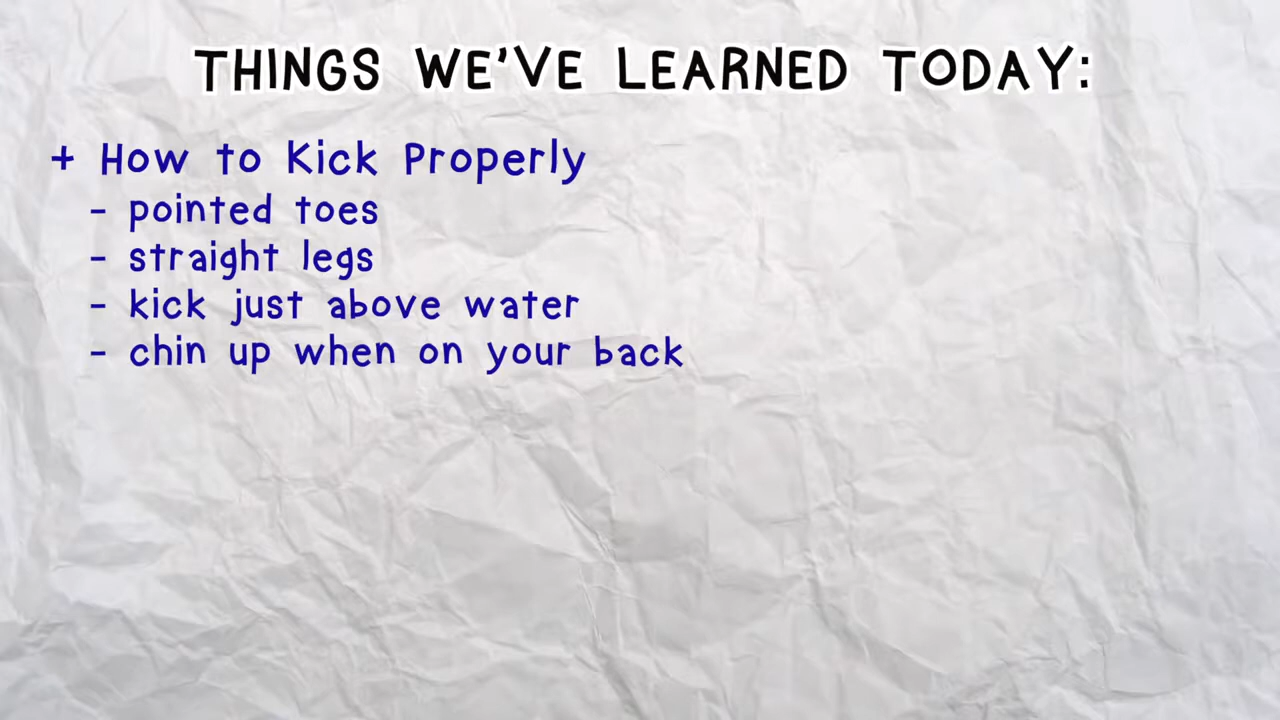 THINGS WE'VE LEARNED TODAY:
+ How to Kick Properly
- pointed toes
- straight legs
- kick just above water
- chin up when on your back